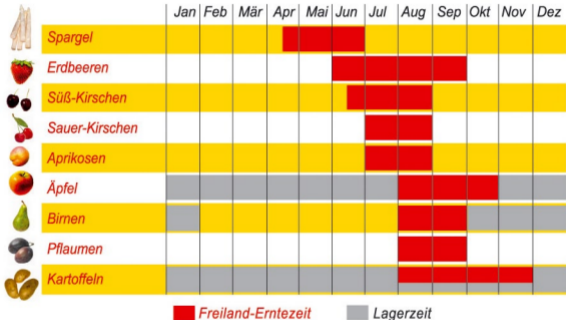 Jan Feb Mär Apr Mai Jun Jul Aug Sep Okt Nov Dez
Spargel
Erdbeeren
Süß-Kirschen
Sauer-Kirschen
Aprikosen
Äpfel
Birnen
Pflaumen
Kartoffeln
Freiland-Erntezeit Lagerzeit